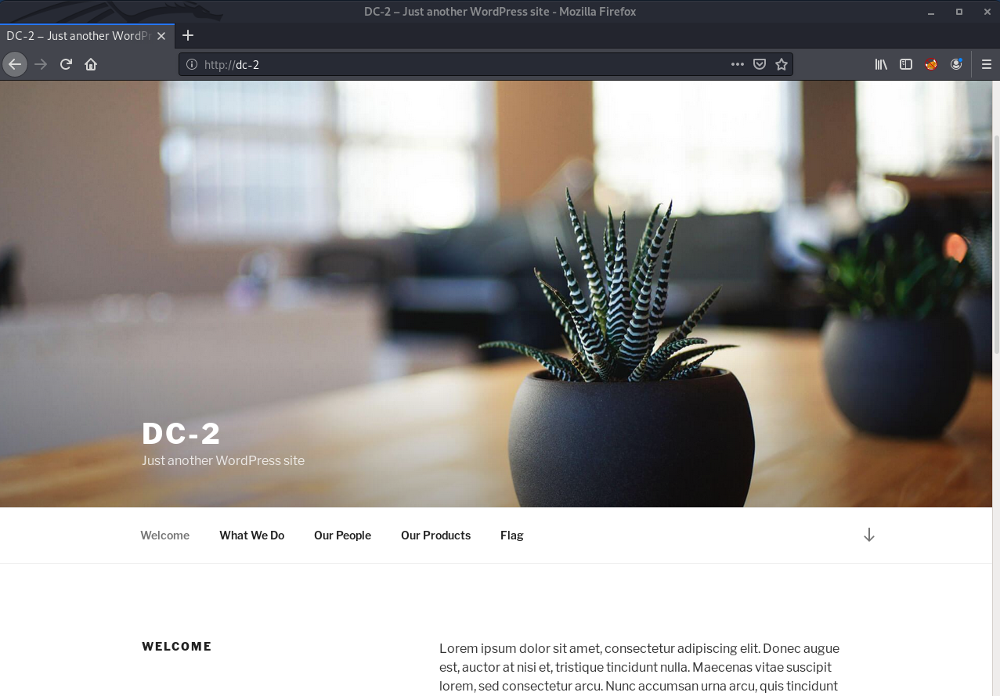 DC-2 – Just another WordPress site - Mozilla Firefox
DC-2 – Just another WordPr
http://dc-2
DC-2
Just another WordPress site
Welcome What We Do Our People Our Products Flag
WELCOME
Lorem ipsum dolor sit amet, consectetur adipiscing elit. Donec augue
est, auctor at nisi et, tristique tincidunt nulla. Maecenas vitae suscipit
lorem, sed consectetur arcu. Nunc accumsan urna arcu, quis tincidunt